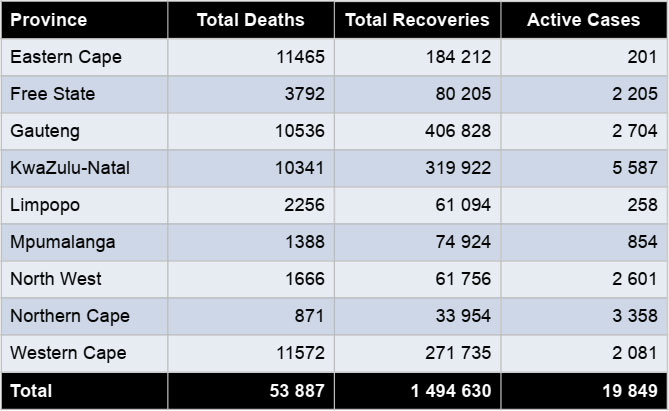 Province Total Deaths Total Recoveries Active Cases
Eastern Cape 11465 184 212 201
Free State 3792 80 205 2 205
Gauteng 10536 406 828 2 704
KwaZulu-Natal 10341 319 922 5 587
Limpopo 2256 61 094 258
Mpumalanga 1388 74 924 854
North West 1666 61 756 2 601
Northern Cape 871 33 954 3 358
Western Cape 11572 271 735 2 081
Total 53 887 1 494 630 19 849